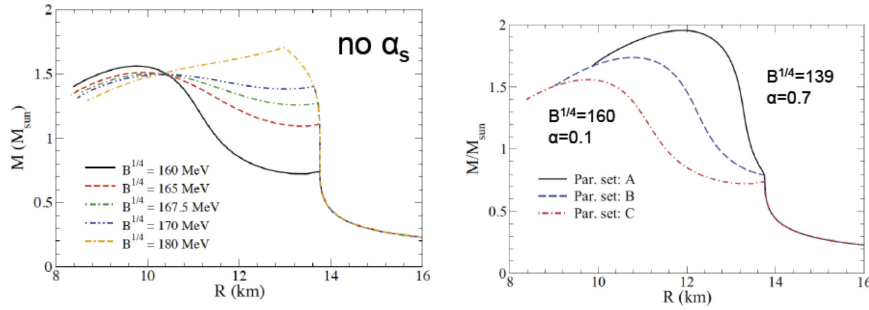 no αs
M (Msun)
2
1.5
1
0.5
0
B1/4 = 160 MeV
B1/4 = 165 MeV
B1/4 = 167.5 MeV
B1/4 = 170 MeV
B1/4 = 180 MeV
8 10 12 14 16
R (km)
M/Msun
2
1.5
1
0.5
0
B1/4=139
α=0.7
B1/4=160
α=0.1
Par. set: A
Par. set: B
Par. set: C
8 10 12 14 16
R (km)